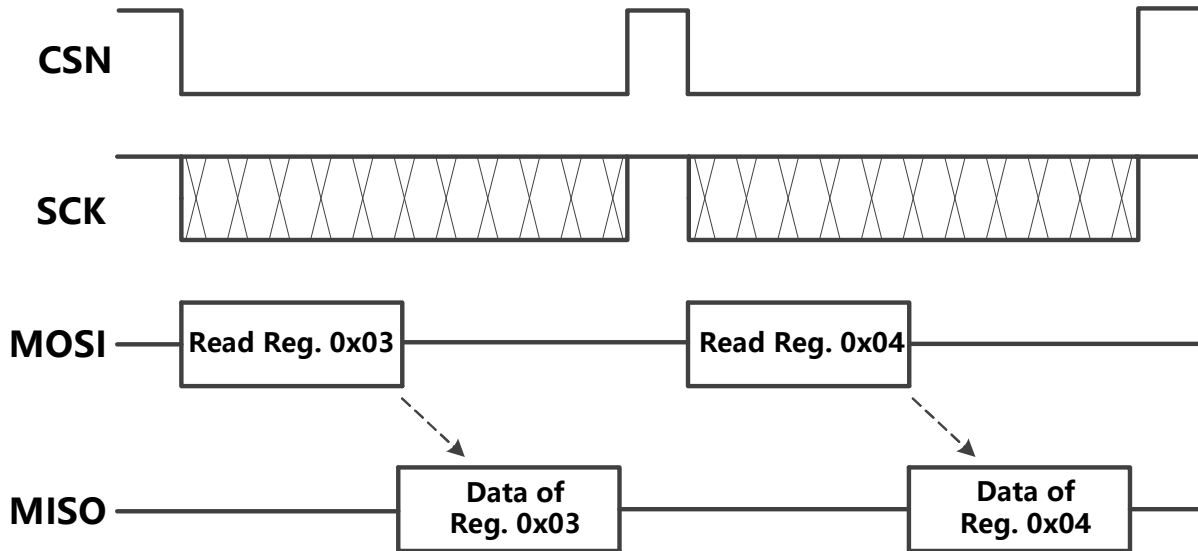 CSN
SCK
MOSI
Read Reg. 0x03
Read Reg. 0x04
MISO
Data of
Reg. 0x03
Data of
Reg. 0x04